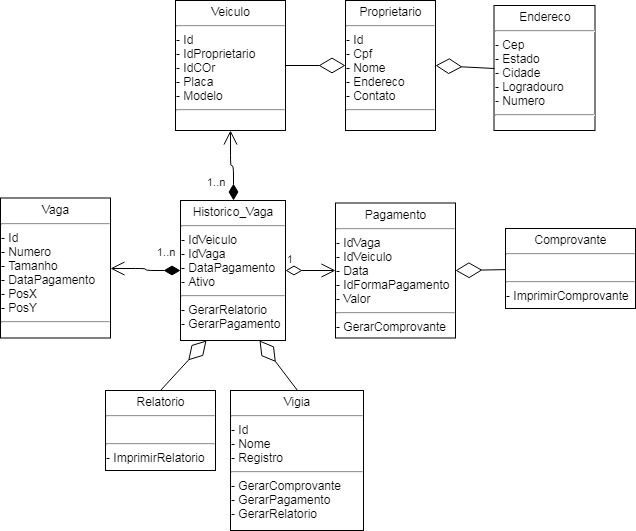 Veiculo
- Id
- IdProprietario
- IdCOr
- Placa
- Modelo
Proprietario
- Id
- Cpf
- Nome
- Endereco
- Contato
Endereco
- Cep
- Estado
- Cidade
- Logradouro
- Numero
1..n
Vaga
- Id
- Numero
- Tamanho
- DataPagamento
- PosX
- PosY
1..n
Historico_Vaga
- IdVeiculo
- IdVaga
- DataPagamento
- Ativo
- GerarRelatorio
- GerarPagamento
1
Pagamento
- IdVaga
- IdVeiculo
- Data
- IdFormaPagamento
- Valor
- GerarComprovante
Comprovante
- ImprimirComprovante
Relatorio
- ImprimirRelatorio
Vigia
- Id
- Nome
- Registro
- GerarComprovante
- GerarPagamento
- GerarRelatorio